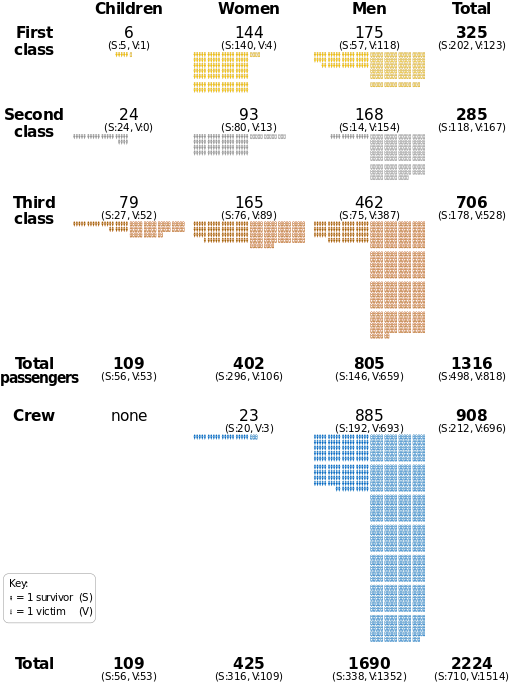 Children Women Men Total
First class 6 144 175 325
(S:5, V:1) (S:140, V:4) (S:57, V:118) (S:202, V:123)
Second class 24 93 168 285
(S:24, V:0) (S:80, V:13) (S:14, V:154) (S:118, V:167)
Third class 79 165 462 706
(S:27, V:52) (S:76, V:89) (S:75, V:387) (S:178, V:528)
Total passengers 109 402 805 1316
(S:56, V:53) (S:296, V:106) (S:146, V:659) (S:498, V:818)
Crew none 23 885 908
(S:20, V:3) (S:192, V:693) (S:212, V:696)
Key:
= 1 survivor (S)
= 1 victim (V)
Total 109 425 1690 2224
(S:56, V:53) (S:316, V:109) (S:338, V:1352) (S:710, V:1514)